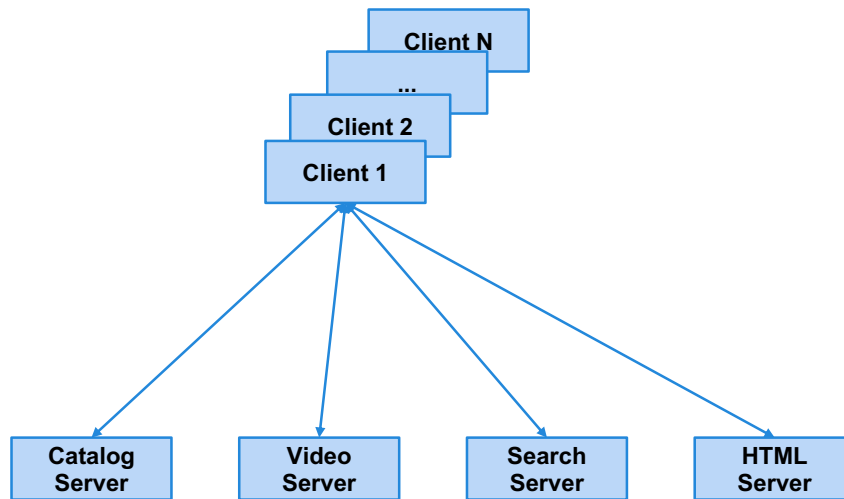 Client N
...
Client 2
Client 1
Catalog
Server
Video
Server
Search
Server
HTML
Server